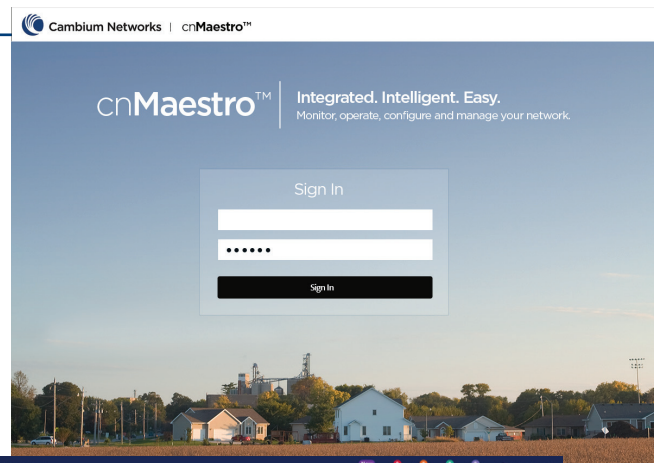 Cambium Networks | cnMaestro™
cnMaestro™
Integrated. Intelligent. Easy.
Monitor, operate, configure and manage your network.
Sign In
••••••
Sign In